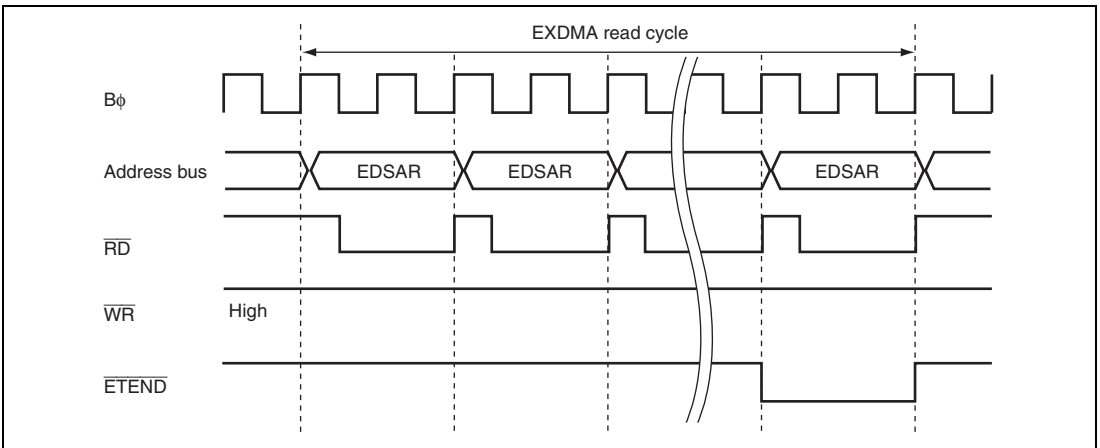 EXDMA read cycle
Bϕ
Address bus
EDSAR
EDSAR
EDSAR
RD
WR
High
ETEND